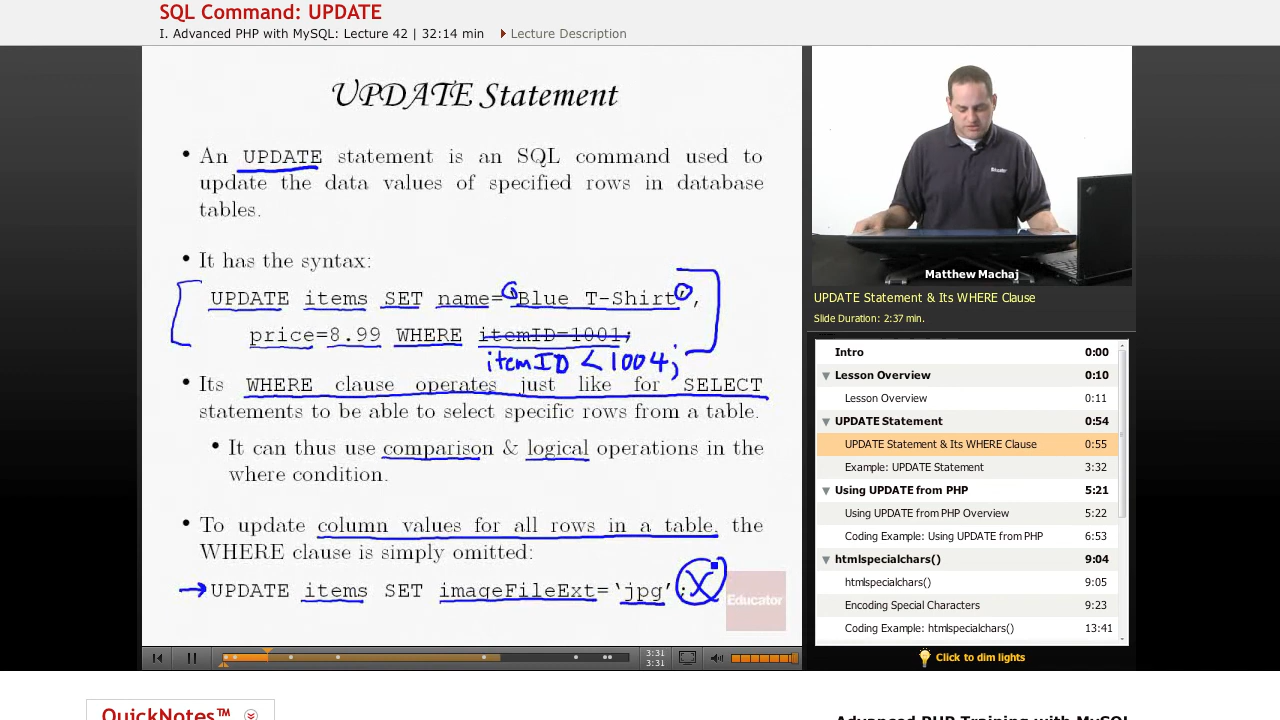 SQL Command: UPDATE
I. Advanced PHP with MySQL: Lecture 42 | 32:14 min Lecture Description
UPDATE Statement
• An UPDATE statement is an SQL command used to
update the data values of specified rows in database
tables.
• It has the syntax:
UPDATE items SET name='Blue T-Shirt',
price=8.99 WHERE itemID=1001;
itemID < 1004;
• Its WHERE clause operates just like for SELECT
statements to be able to select specific rows from a table.
• It can thus use comparison & logical operations in the
where condition.
• To update column values for all rows in a table, the
WHERE clause is simply omitted:
→ UPDATE items SET imageFileExt='jpg'; X
Educator
3:31
3:31
Matthew Machaj
UPDATE Statement & Its WHERE Clause
Slide Duration: 2:37 min.
Intro 0:00
Lesson Overview 0:10
Lesson Overview 0:11
UPDATE Statement 0:54
UPDATE Statement & Its WHERE Clause 0:55
Example: UPDATE Statement 3:32
Using UPDATE from PHP 5:21
Using UPDATE from PHP Overview 5:22
Coding Example: Using UPDATE from PHP 6:53
htmlspecialchars() 9:04
htmlspecialchars() 9:05
Encoding Special Characters 9:23
Coding Example: htmlspecialchars() 13:41
Click to dim lights
QuickNotes™
Advanced PHP Training with MySQL